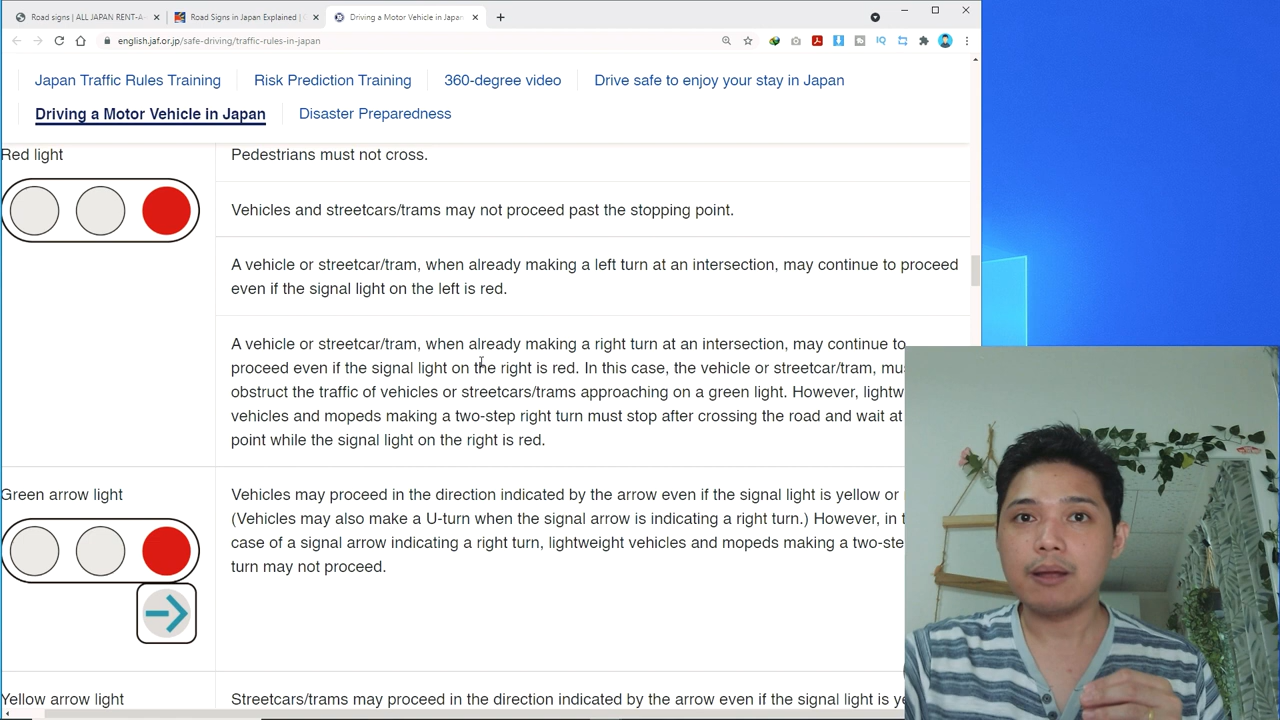 Road signs | ALL JAPAN RENT-A-
Road Signs in Japan Explained |
Driving a Motor Vehicle in Japan
english.jaf.or.jp/safe-driving/traffic-rules-in-japan
Japan Traffic Rules Training
Risk Prediction Training
360-degree video
Drive safe to enjoy your stay in Japan
Driving a Motor Vehicle in Japan
Disaster Preparedness
Red light
Pedestrians must not cross.
Vehicles and streetcars/trams may not proceed past the stopping point.
A vehicle or streetcar/tram, when already making a left turn at an intersection, may continue to proceed
even if the signal light on the left is red.
A vehicle or streetcar/tram, when already making a right turn at an intersection, may continue to
proceed even if the signal light on the right is red. In this case, the vehicle or streetcar/tram, mu
obstruct the traffic of vehicles or streetcars/trams approaching on a green light. However, lightw
vehicles and mopeds making a two-step right turn must stop after crossing the road and wait at
point while the signal light on the right is red.
Green arrow light
Vehicles may proceed in the direction indicated by the arrow even if the signal light is yellow or
(Vehicles may also make a U-turn when the signal arrow is indicating a right turn.) However, in t
case of a signal arrow indicating a right turn, lightweight vehicles and mopeds making a two-ste
turn may not proceed.
Yellow arrow light
Streetcars/trams may proceed in the direction indicated by the arrow even if the signal light is ye